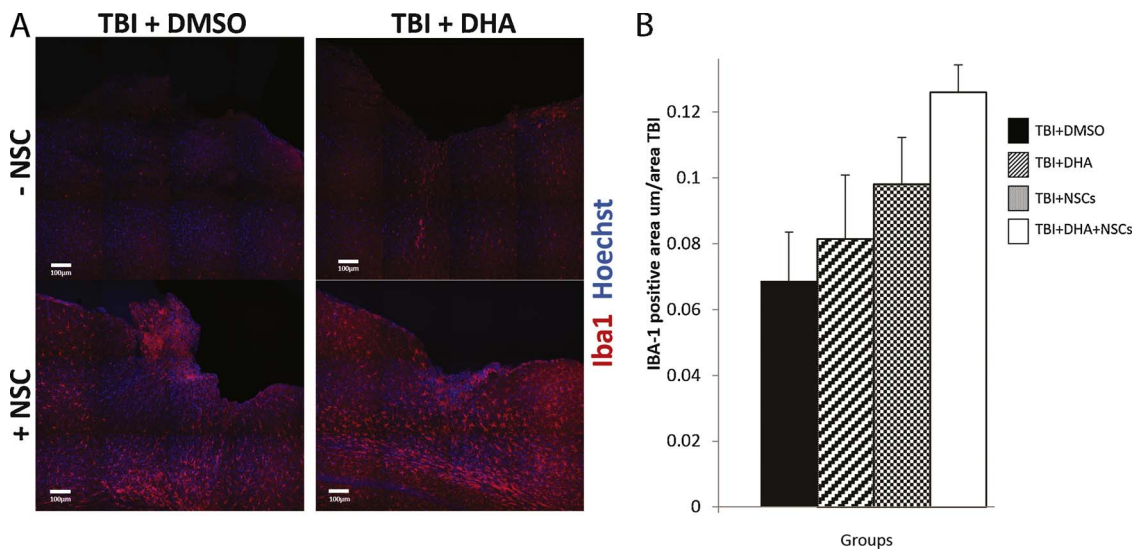 A
TBI + DMSO
TBI + DHA
- NSC
+ NSC
100μm
100μm
100μm
100μm
Iba1 Hoechst
B
IBA-1 positive area um/area TBI
0.12
0.1
0.08
0.06
0.04
0.02
0
Groups
TBI+DMSO
TBI+DHA
TBI+NSCs
TBI+DHA+NSCs